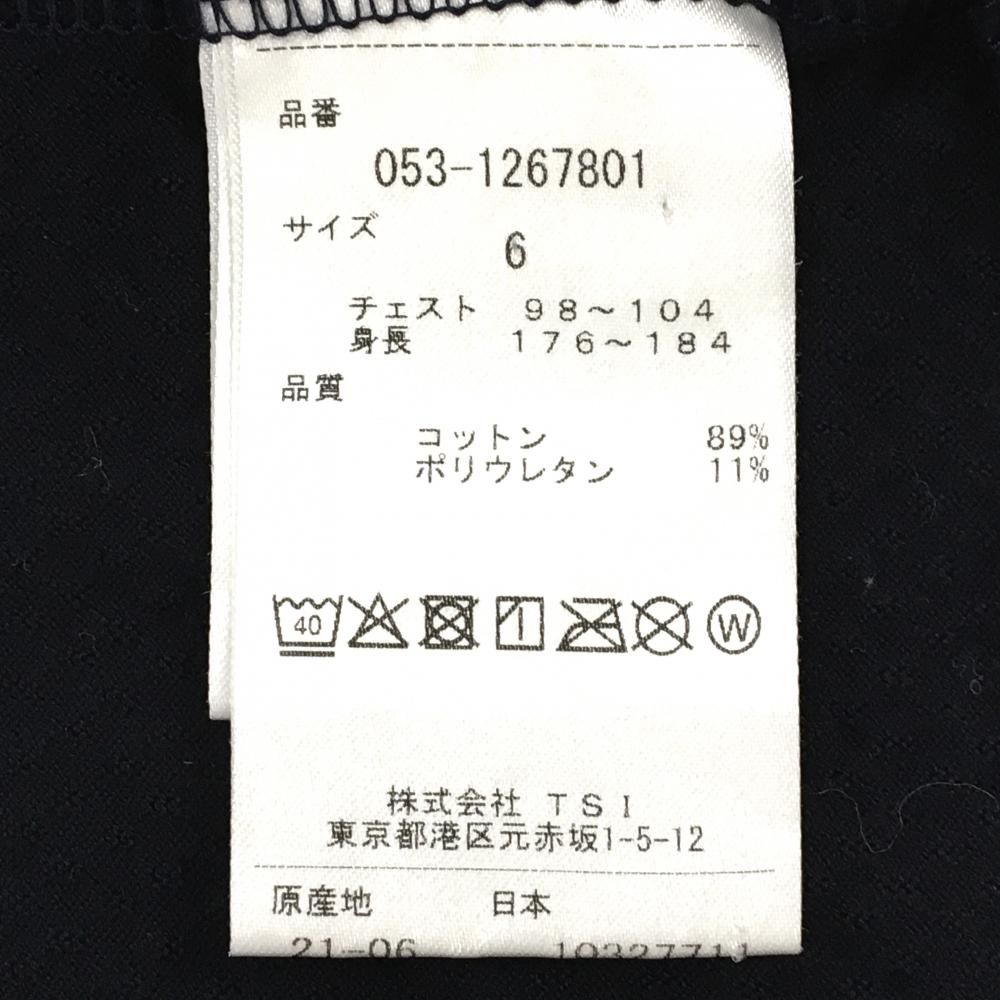 品番
053-1267801
サイズ
6
チェスト 98～104
身長 176～184
品質
コットン 89%
ポリウレタン 11%
40 W
株式会社 TSI
東京都港区元赤坂1-5-12
原産地 日本
21-06 10327711